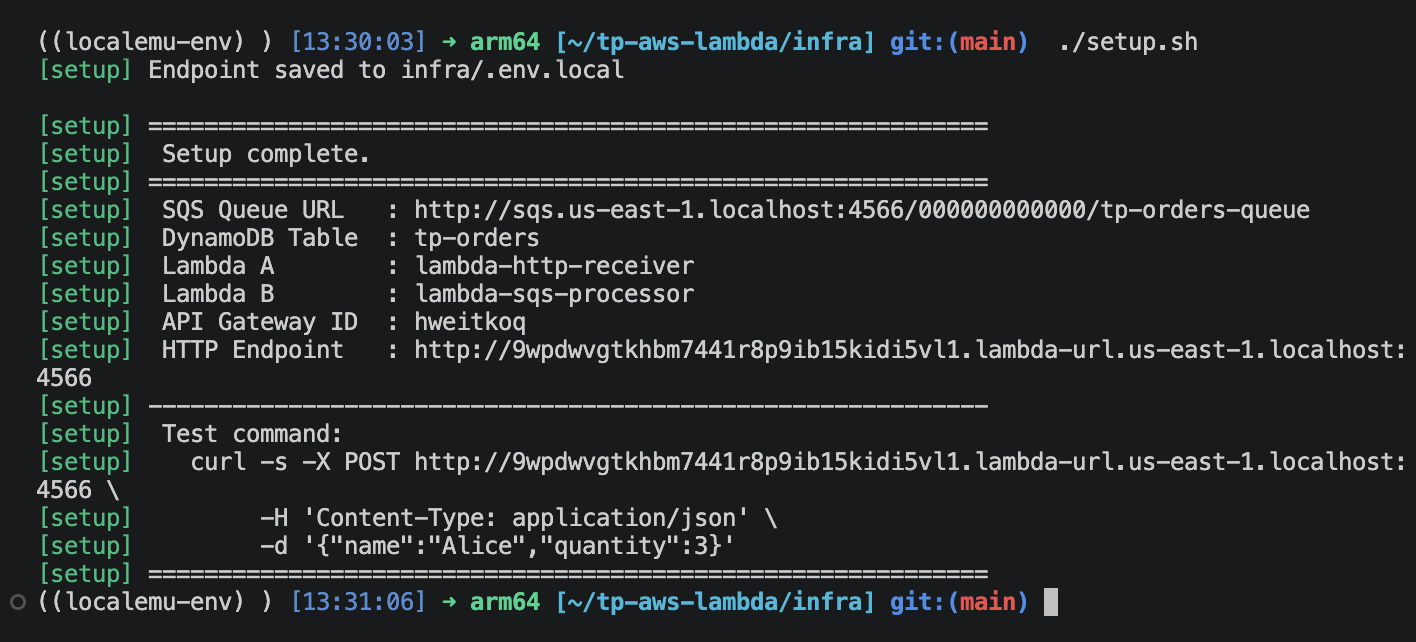 ((localemu-env) ) [13:30:03] → arm64 [~/tp-aws-lambda/infra] git:(main)  ./setup.sh
[setup] Endpoint saved to infra/.env.local

[setup] ============================================================
[setup]  Setup complete.
[setup] ============================================================
[setup]  SQS Queue URL   : http://sqs.us-east-1.localhost:4566/000000000000/tp-orders-queue
[setup]  DynamoDB Table  : tp-orders
[setup]  Lambda A        : lambda-http-receiver
[setup]  Lambda B        : lambda-sqs-processor
[setup]  API Gateway ID  : hweitkoq
[setup]  HTTP Endpoint   : http://9wpdwvgtkhbm7441r8p9ib15kidi5vl1.lambda-url.us-east-1.localhost:
4566
[setup] ------------------------------------------------------------
[setup]  Test command:
[setup]    curl -s -X POST http://9wpdwvgtkhbm7441r8p9ib15kidi5vl1.lambda-url.us-east-1.localhost:
4566 \
[setup]         -H 'Content-Type: application/json' \
[setup]         -d '{"name":"Alice","quantity":3}'
[setup] ============================================================
((localemu-env) ) [13:31:06] → arm64 [~/tp-aws-lambda/infra] git:(main)